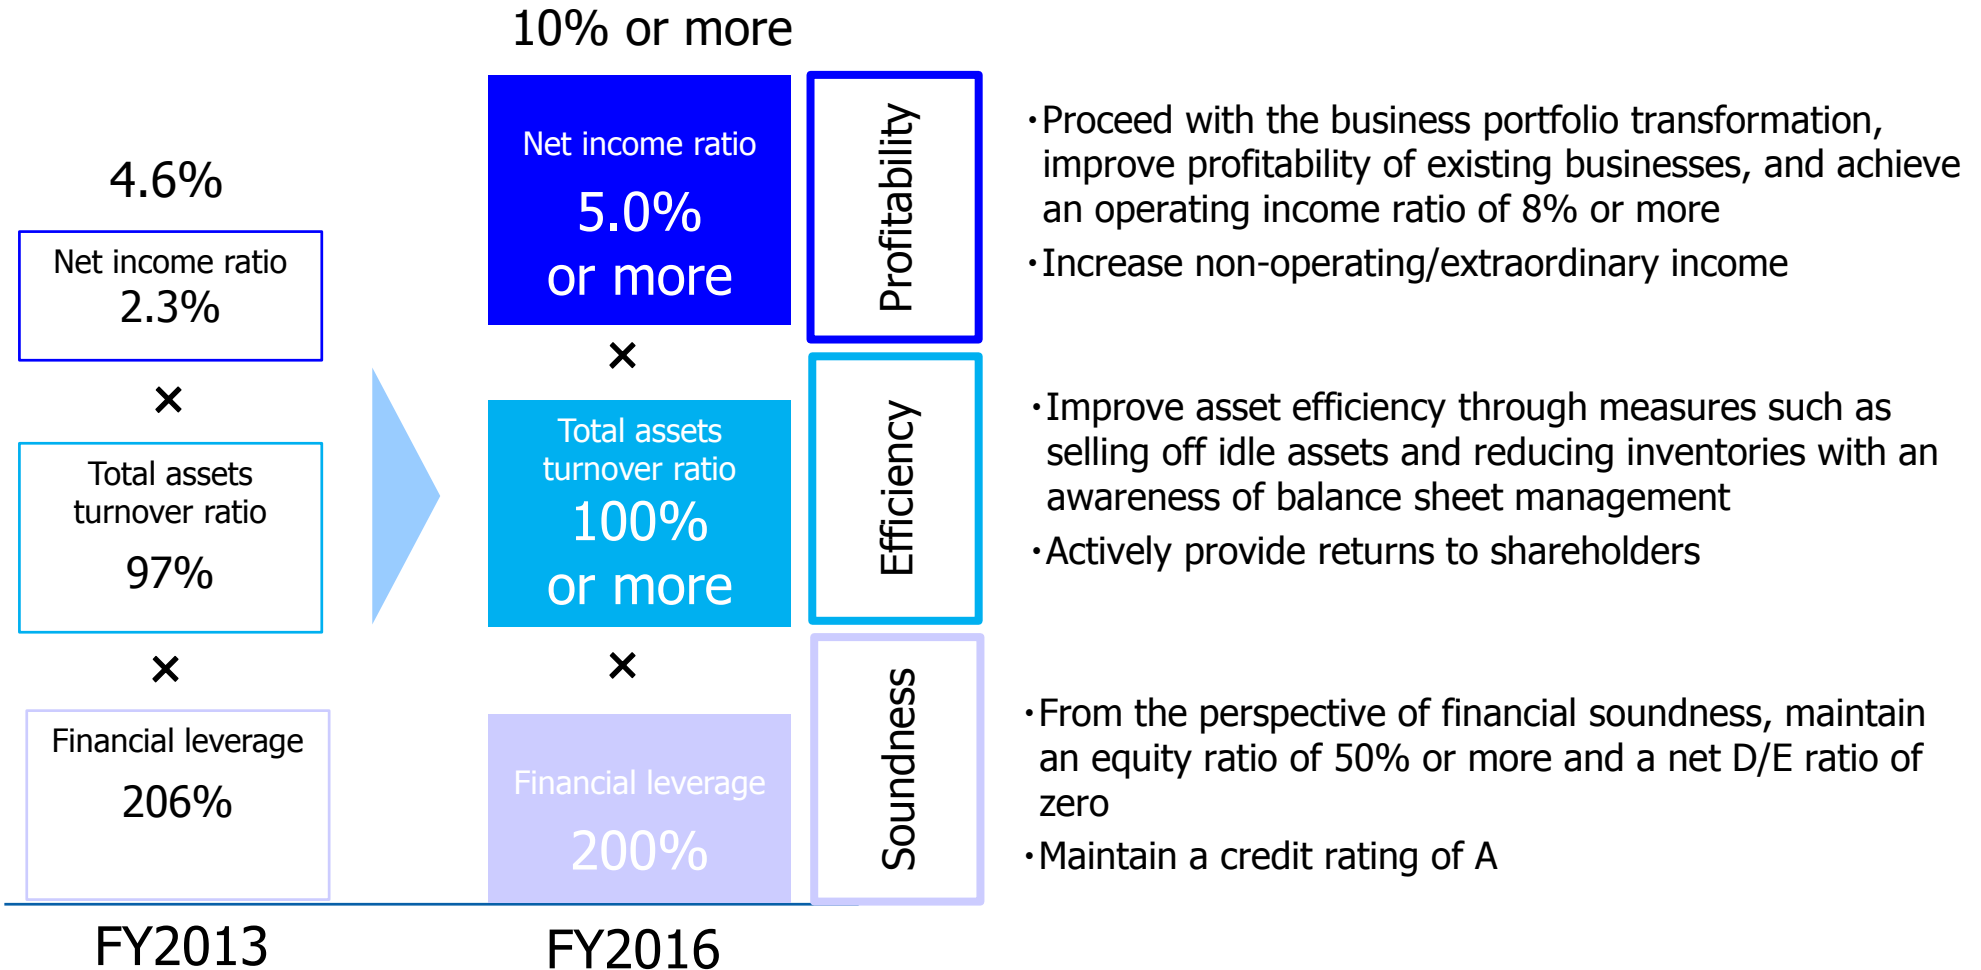 10% or more
4.6%
Net income ratio
2.3%
×
Total assets
turnover ratio
97%
×
Financial leverage
206%
FY2013
Net income ratio
5.0%
or more
×
Total assets
turnover ratio
100%
or more
×
Financial leverage
200%
FY2016
Profitability
・Proceed with the business portfolio transformation,
improve profitability of existing businesses, and achieve
an operating income ratio of 8% or more
・Increase non-operating/extraordinary income
Efficiency
・Improve asset efficiency through measures such as
selling off idle assets and reducing inventories with an
awareness of balance sheet management
・Actively provide returns to shareholders
Soundness
・From the perspective of financial soundness, maintain
an equity ratio of 50% or more and a net D/E ratio of
zero
・Maintain a credit rating of A